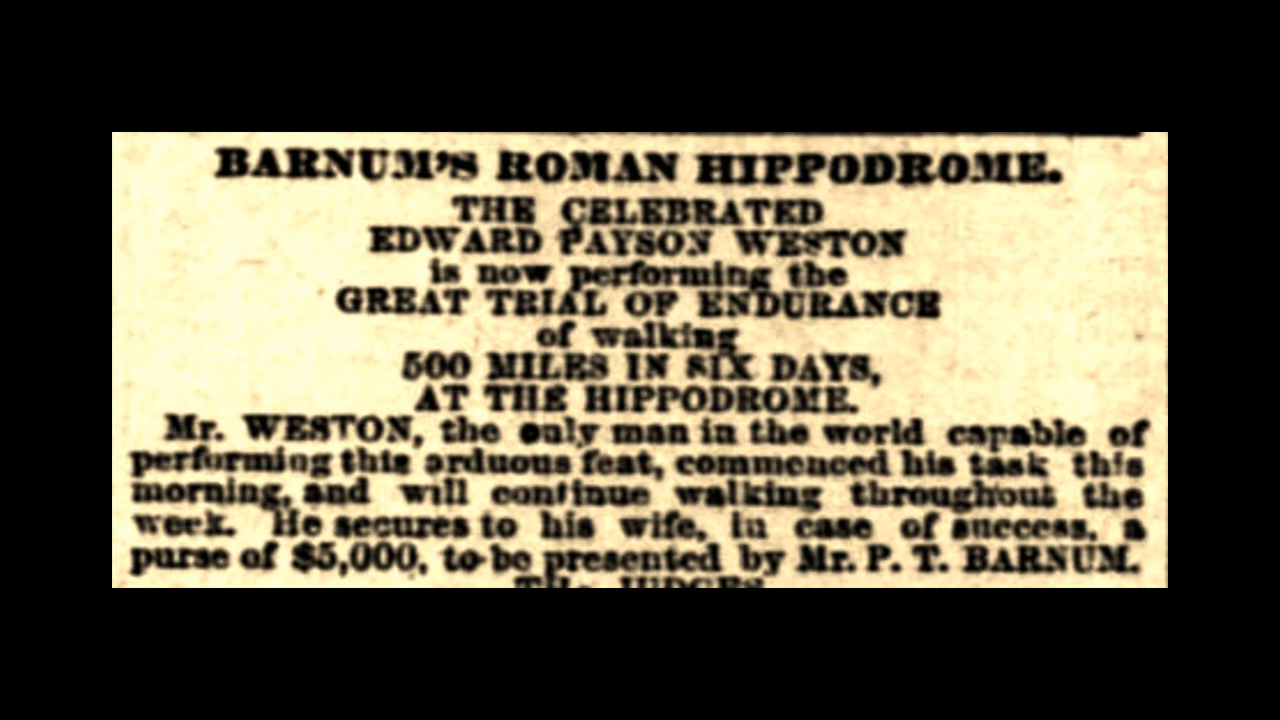 BARNUM'S ROMAN HIPPODROME.
THE CELEBRATED
EDWARD PAYSON WESTON
is now performing the
GREAT TRIAL OF ENDURANCE
of walking
500 MILES IN SIX DAYS,
AT THE HIPPODROME.
Mr. WESTON, the only man in the world capable of
performing this arduous feat, commenced his task this
morning, and will continue walking throughout the
week. He secures to his wife, in case of success, a
purse of $5,000, to be presented by Mr. P. T. BARNUM.
JUDGES